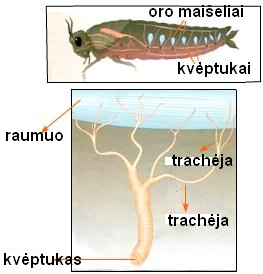 oro maišeliai
kvėptukai
raumuo
trachėja
trachėja
kvėptukas